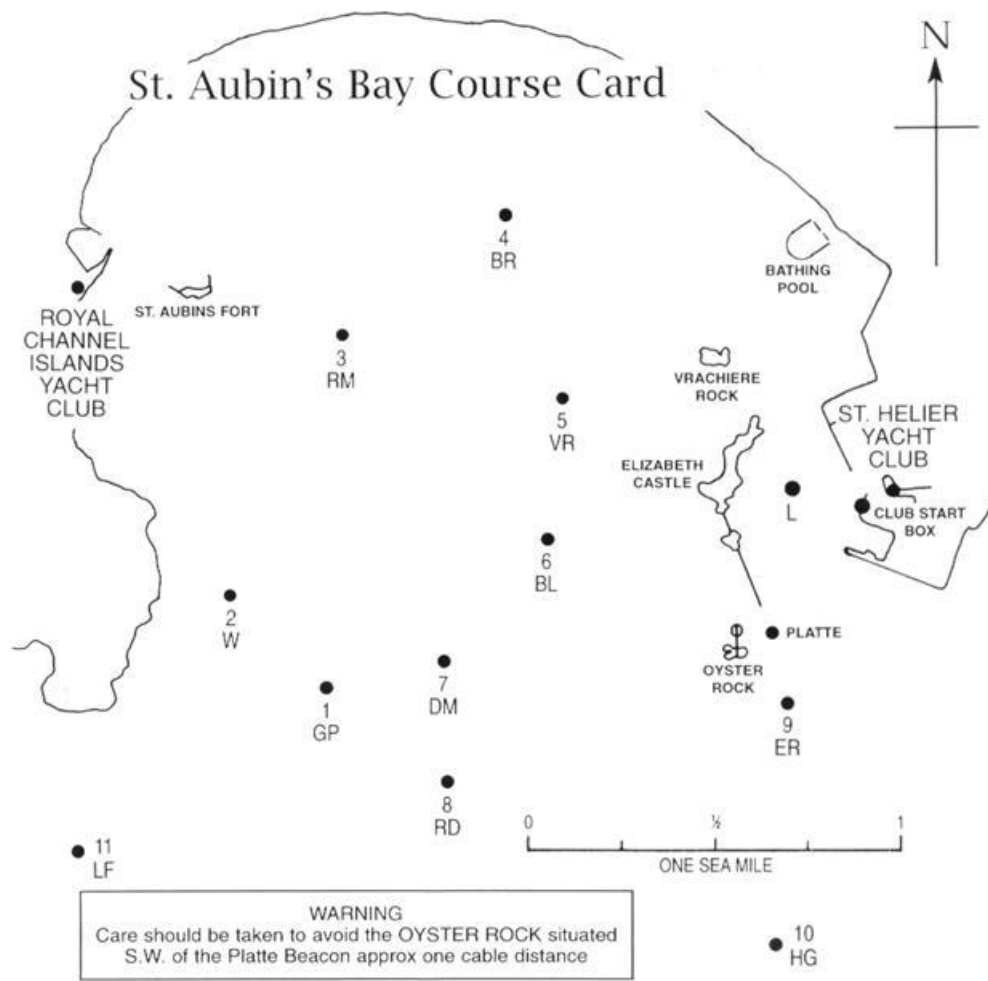 N
St. Aubin's Bay Course Card
4
BR
BATHING
POOL
ST. AUBINS FORT
ROYAL
CHANNEL
ISLANDS
YACHT
CLUB
3
RM
VRACHIERE
ROCK
5
VR
ST. HELIER
YACHT
CLUB
ELIZABETH
CASTLE
L
CLUB START
BOX
6
BL
2
W
PLATTE
OYSTER
ROCK
7
DM
1
GP
9
ER
8
RD
0 ½ 1
ONE SEA MILE
11
LF
WARNING
Care should be taken to avoid the OYSTER ROCK situated
S.W. of the Platte Beacon approx one cable distance
10
HG